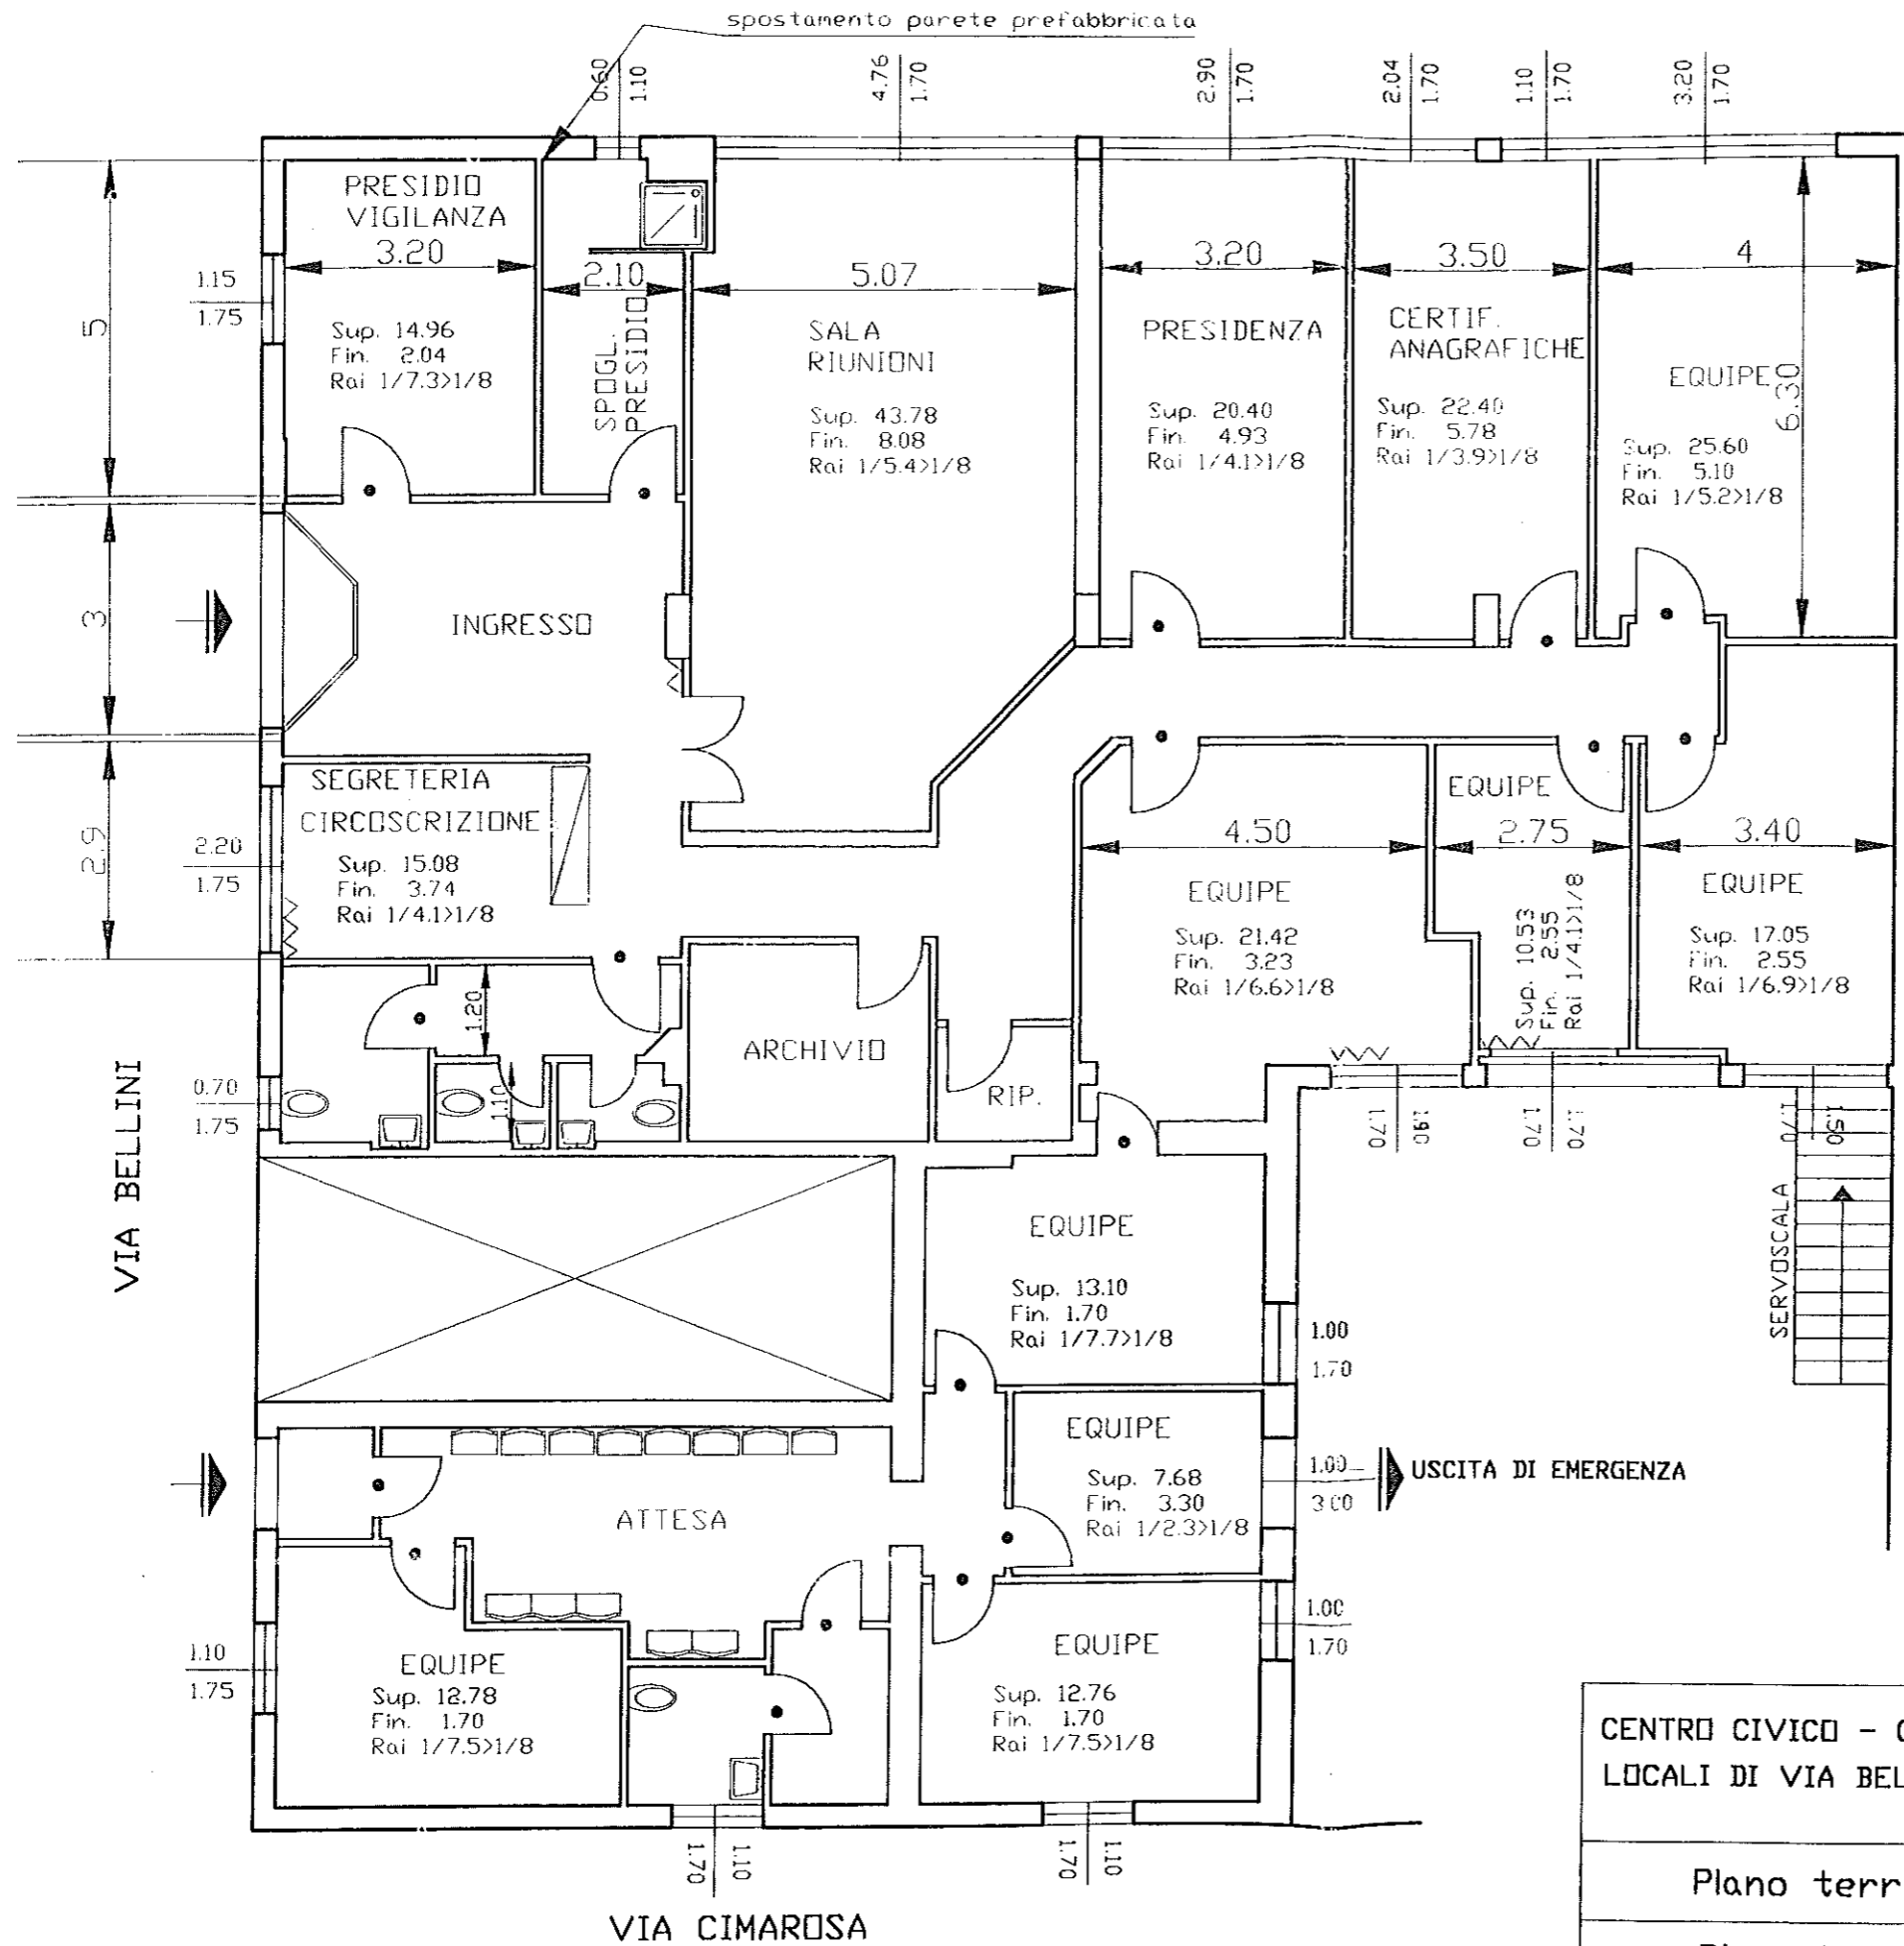 spostamento parete prefabbricata
0.60
1.10
4.76
1.70
2.90
1.70
2.04
1.70
1.10
1.70
3.20
1.70
PRESIDIO
VIGILANZA
3.20
Sup. 14.96
Fin. 2.04
Rai 1/7.3>1/8
1.15
1.75
5
2.10
SPOGL.
PRESIDIO
5.07
SALA
RIUNIONI
Sup. 43.78
Fin. 8.08
Rai 1/5.4>1/8
3.20
PRESIDENZA
Sup. 20.40
Fin. 4.93
Rai 1/4.1>1/8
3.50
CERTIF.
ANAGRAFICHE
Sup. 22.40
Fin. 5.78
Rai 1/3.9>1/8
4
EQUIPE
6.30
Sup. 25.60
Fin. 5.10
Rai 1/5.2>1/8
3
INGRESSO
2.9
SEGRETERIA
CIRCOSCRIZIONE
Sup. 15.08
Fin. 3.74
Rai 1/4.1>1/8
2.20
1.75
4.50
EQUIPE
Sup. 21.42
Fin. 3.23
Rai 1/6.6>1/8
EQUIPE
2.75
Sup. 10.53
Fin. 2.55
Rai 1/4.1>1/8
3.40
EQUIPE
Sup. 17.05
Fin. 2.55
Rai 1/6.9>1/8
1.20
1.10
ARCHIVIO
RIP.
0.70
1.75
VIA BELLINI
1.70
1.90
1.70
1.70
1.70
1.50
SERVOSCALA
EQUIPE
Sup. 13.10
Fin. 1.70
Rai 1/7.7>1/8
1.00
1.70
EQUIPE
Sup. 7.68
Fin. 3.30
Rai 1/2.3>1/8
1.00
3.00
USCITA DI EMERGENZA
ATTESA
1.10
1.75
EQUIPE
Sup. 12.78
Fin. 1.70
Rai 1/7.5>1/8
EQUIPE
Sup. 12.76
Fin. 1.70
Rai 1/7.5>1/8
1.00
1.70
1.70
1.10
1.70
1.10
VIA CIMAROSA
CENTRO CIVICO - C
LOCALI DI VIA BEL
Piano terr